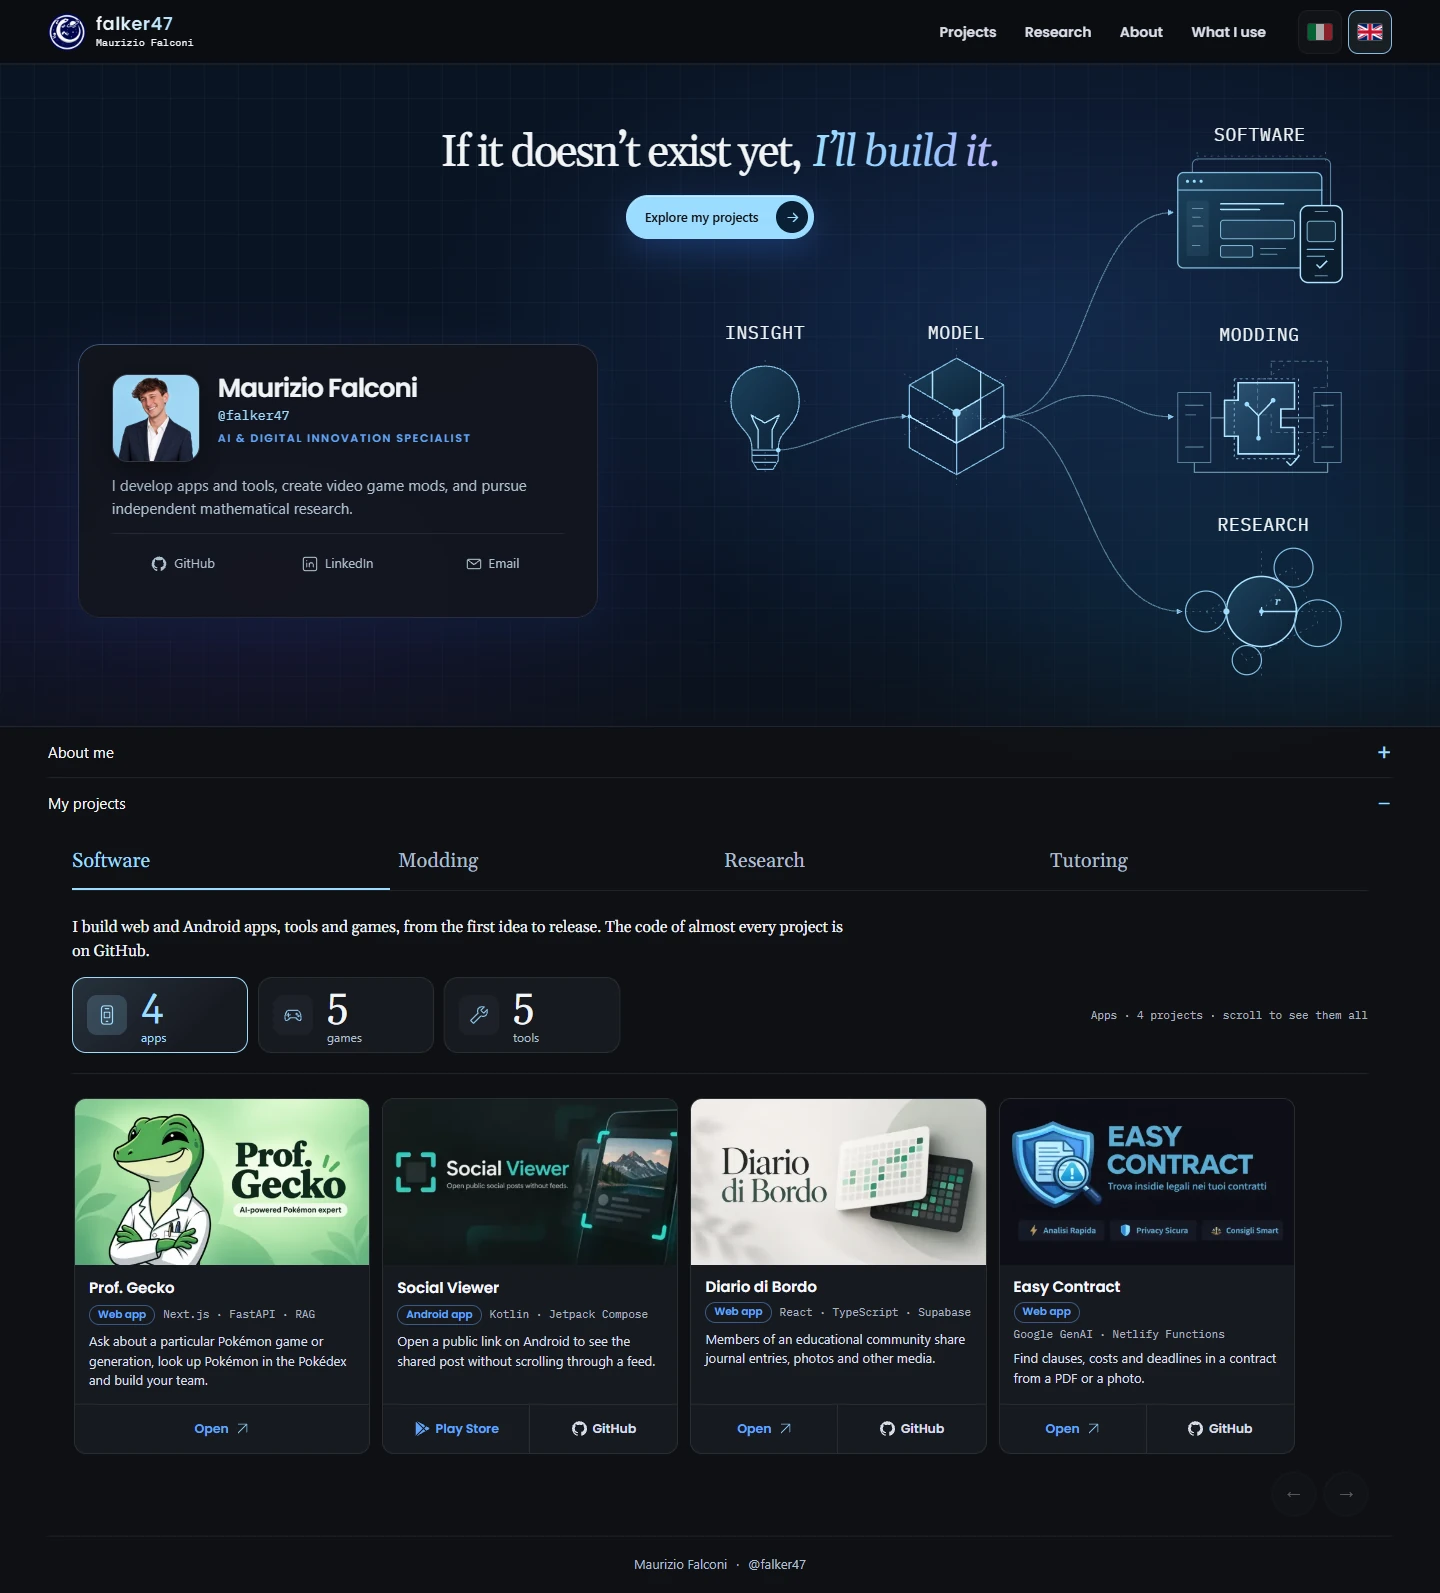 falker47
Maurizio Falconi
Projects
Research
About
What I use
If it doesn’t exist yet, I’ll build it.
Explore my projects
SOFTWARE
INSIGHT
MODEL
MODDING
RESEARCH
r
Maurizio Falconi
@falker47
AI & DIGITAL INNOVATION SPECIALIST
I develop apps and tools, create video game mods, and pursue
independent mathematical research.
GitHub
LinkedIn
Email
About me
My projects
Software
Modding
Research
Tutoring
I build web and Android apps, tools and games, from the first idea to release. The code of almost every project is
on GitHub.
4
apps
5
games
5
tools
Apps · 4 projects · scroll to see them all
Prof.
Gecko
AI-powered Pokémon expert
Prof. Gecko
Web app
Next.js · FastAPI · RAG
Ask about a particular Pokémon game or
generation, look up Pokémon in the Pokédex
and build your team.
Open
Social Viewer
Open public social posts without feeds.
Social Viewer
Android app
Kotlin · Jetpack Compose
Open a public link on Android to see the
shared post without scrolling through a feed.
Play Store
GitHub
Diario
di Bordo
Diario di Bordo
Web app
React · TypeScript · Supabase
Members of an educational community share
journal entries, photos and other media.
Open
GitHub
EASY
CONTRACT
Trova insidie legali nei tuoi contratti
Analisi Rapida
Privacy Sicura
Consigli Smart
Easy Contract
Web app
Google GenAI · Netlify Functions
Find clauses, costs and deadlines in a contract
from a PDF or a photo.
Open
GitHub
Maurizio Falconi · @falker47